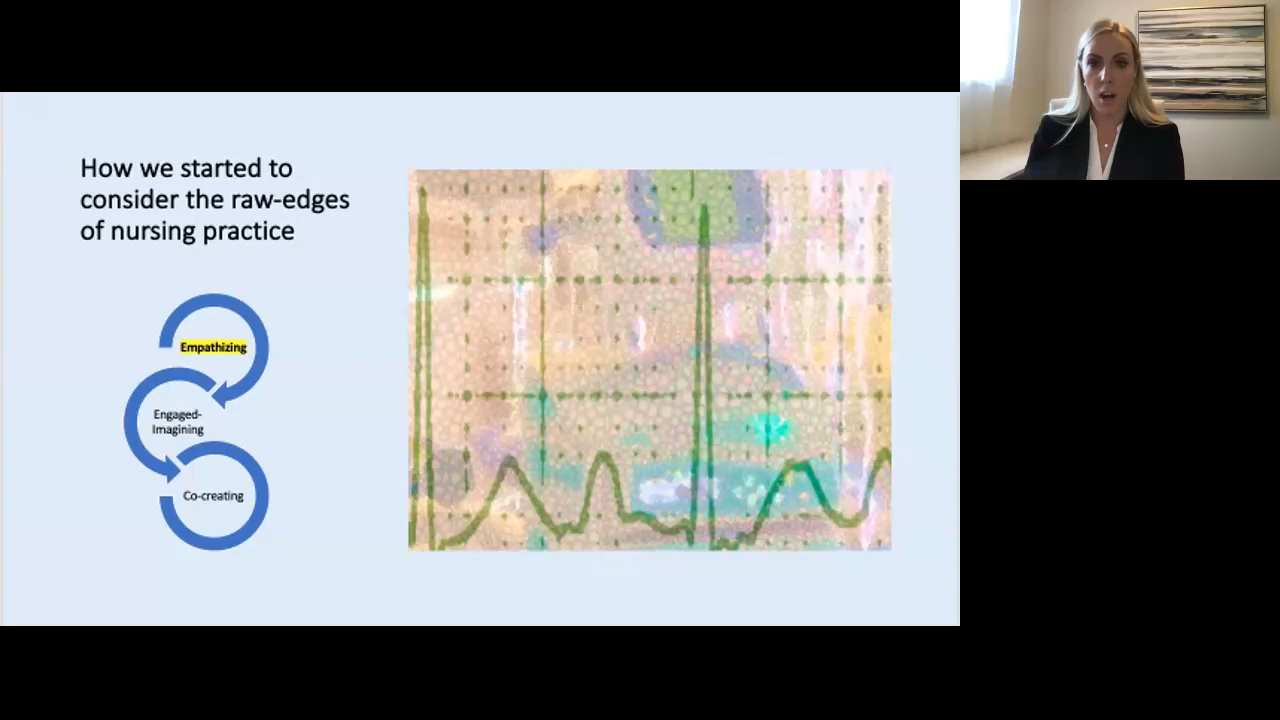 How we started to
consider the raw-edges
of nursing practice
Empathizing
Engaged-
Imagining
Co-creating